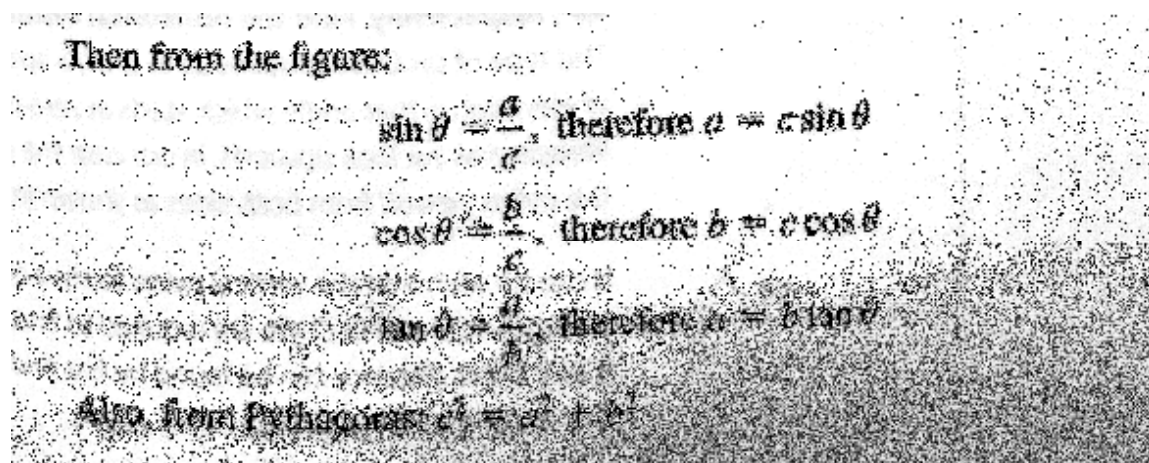 Then from the figure:
sin θ = a/c, therefore a = c sin θ
cos θ = b/c, therefore b = c cos θ
tan θ = a/b, therefore a = b tan θ
Also, from Pythagoras: c² = a² + b²